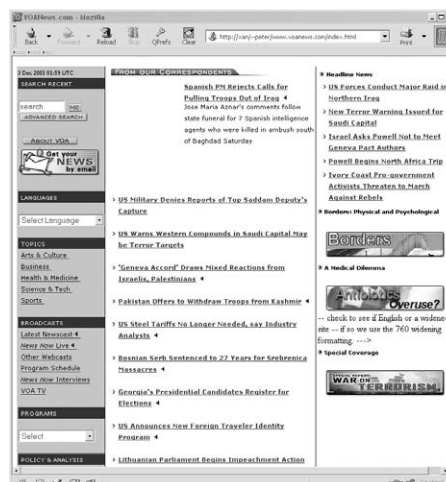 VOANews.com - Mozilla
Back
Forward
Reload
Stop
QPrefs
Clear
http://van/~peter/www.voanews.com/index.html
Print
3 Dec 2003 01:59 UTC
SEARCH RECENT
search
>go
ADVANCED SEARCH
ABOUT VOA
Get your
NEWS
by email
LANGUAGES
Select Language
TOPICS
Arts & Culture
Business
Health & Medicine
Science & Tech.
Sports
BROADCASTS
Latest Newscast
News Now Live
Other Webcasts
Program Schedule
News Now Interviews
VOA TV
PROGRAMS
Select
POLICY & ANALYSIS
FROM OUR CORRESPONDENTS
Spanish PM Rejects Calls for
Pulling Troops Out of Iraq
Jose Maria Aznar's comments follow
state funeral for 7 Spanish intelligence
agents who were killed in ambush south
of Baghdad Saturday
> US Military Denies Reports of Top Saddam Deputy's
Capture
> US Warns Western Compounds in Saudi Capital May
be Terror Targets
> 'Geneva Accord' Draws Mixed Reactions from
Israelis, Palestinians
> Pakistan Offers to Withdraw Troops from Kashmir
> US Steel Tariffs No Longer Needed, say Industry
Analysts
> Bosnian Serb Sentenced to 27 Years for Srebrenica
Massacres
> Georgia's Presidential Candidates Register for
Elections
> US Announces New Foreign Traveler Identity
Program
> Lithuanian Parliament Begins Impeachment Action
Headline News
> US Forces Conduct Major Raid in
Northern Iraq
> New Terror Warning Issued for
Saudi Capital
> Israel Asks Powell Not to Meet
Geneva Pact Authors
> Powell Begins North Africa Trip
> Ivory Coast Pro-government
Activists Threaten to March
Against Rebels
Borders: Physical and Psychological
Borders
A Medical Dilemma
Antibiotics
Overuse?
-- check to see if English or a widened
site -- if so we use the 760 widening
formatting. --->
Special Coverage
SPECIAL REPORT
WAR ON
TERRORISM